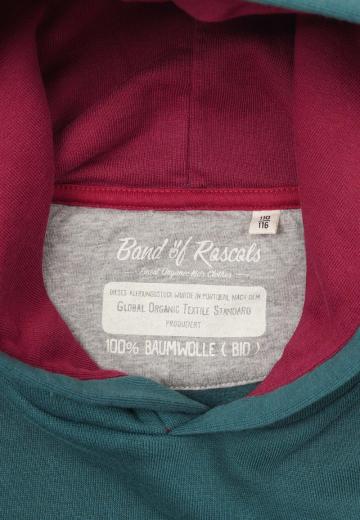 110
116
Band of Rascals
Finest Organic Kids Clothes
DIESES KLEIDUNGSSTÜCK WURDE IN PORTUGAL NACH DEM
GLOBAL ORGANIC TEXTILE STANDARD
PRODUZIERT
100% BAUMWOLLE ( BIO )